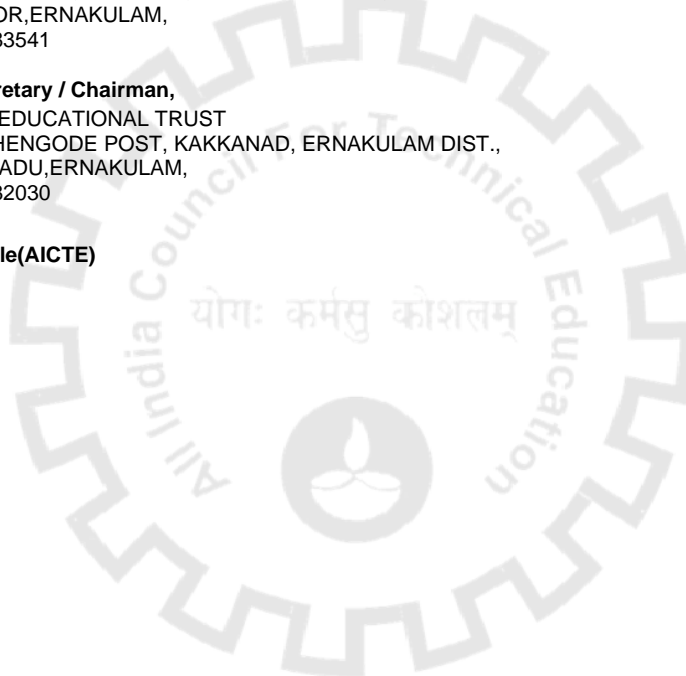 OR,ERNAKULAM,
83541
retary / Chairman,
EDUCATIONAL TRUST
HENGODE POST, KAKKANAD, ERNAKULAM DIST.,
ADU,ERNAKULAM,
82030
le(AICTE)
All India Council For Technical Education
योगः कर्मसु कौशलम्